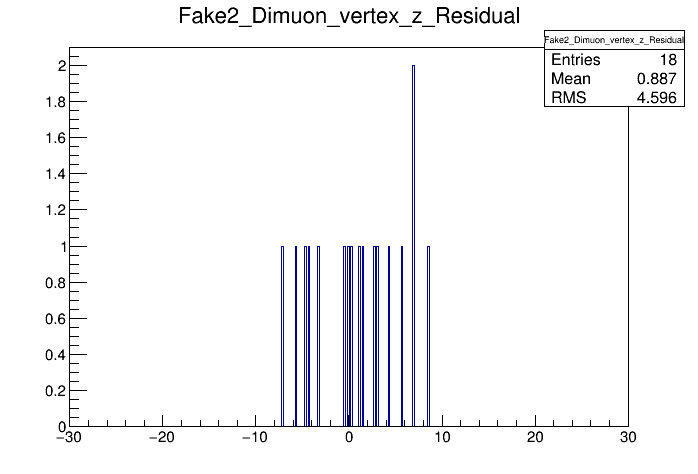 Fake2_Dimuon_vertex_z_Residual
Fake2_Dimuon_vertex_z_Residual
Entries 18
Mean 0.887
RMS 4.596
2
1.8
1.6
1.4
1.2
1
0.8
0.6
0.4
0.2
0
−30 −20 −10 0 10 20 30